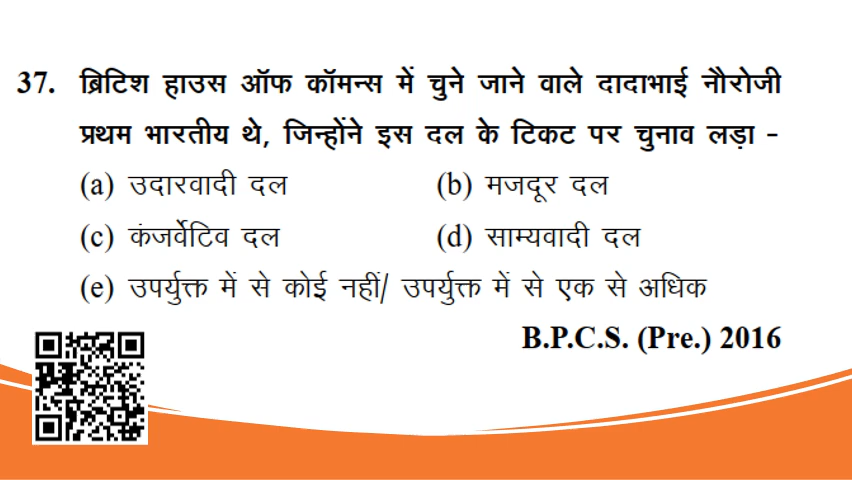 37. ब्रिटिश हाउस ऑफ कॉमन्स में चुने जाने वाले दादाभाई नौरोजी
प्रथम भारतीय थे, जिन्होंने इस दल के टिकट पर चुनाव लड़ा -
(a) उदारवादी दल (b) मजदूर दल
(c) कंजर्वेटिव दल (d) साम्यवादी दल
(e) उपर्युक्त में से कोई नहीं/ उपर्युक्त में से एक से अधिक
B.P.C.S. (Pre.) 2016